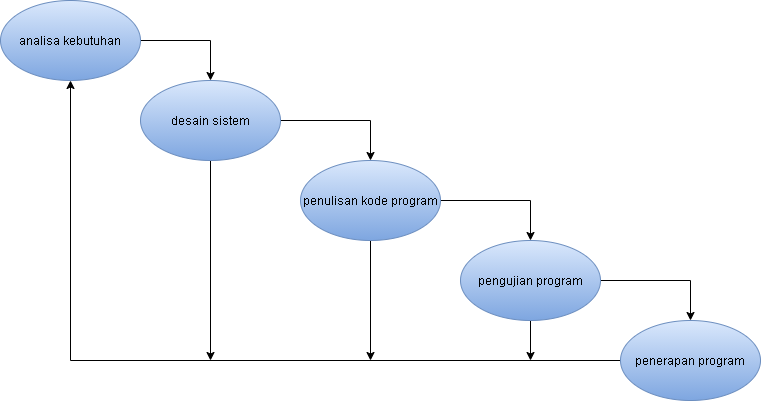 analisa kebutuhan
desain sistem
penulisan kode program
pengujian program
penerapan program